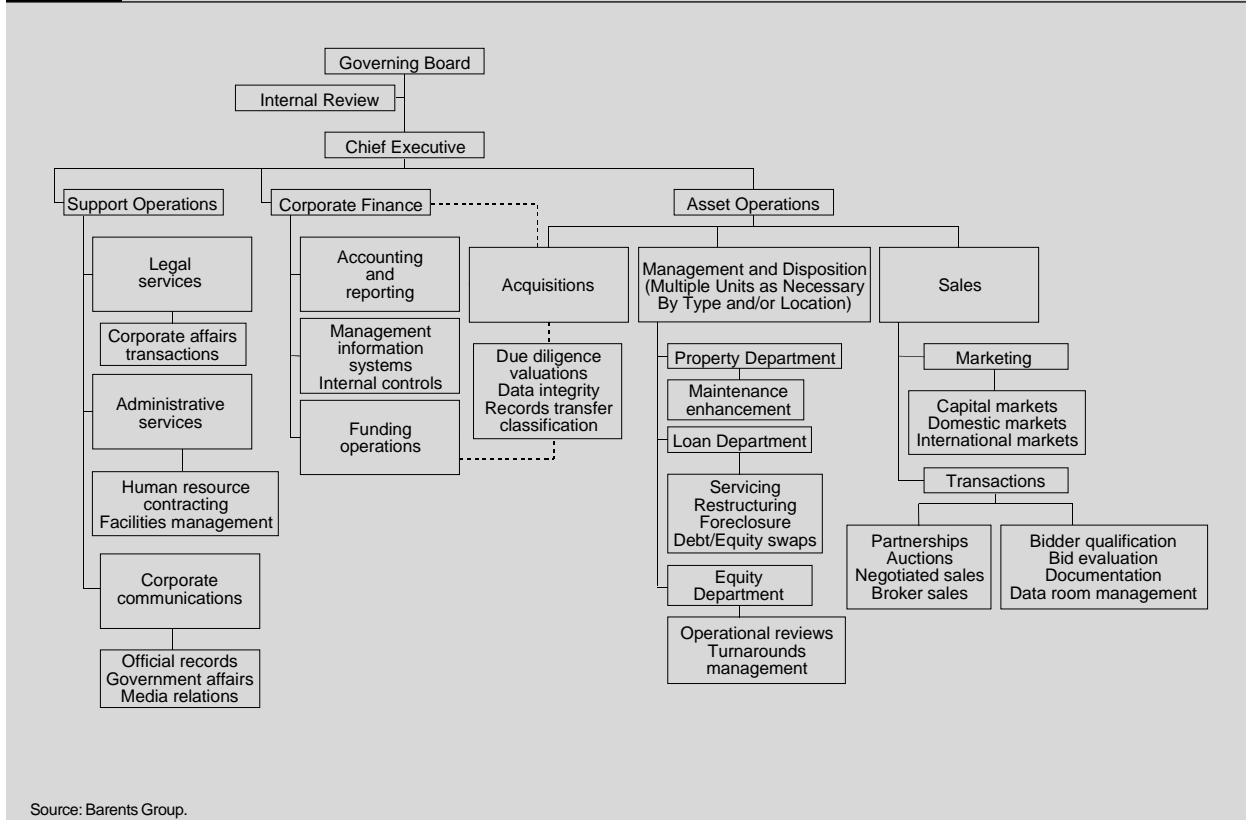 Governing Board
Internal Review
Chief Executive
Support Operations
Legal
services
Corporate affairs
transactions
Administrative
services
Human resource
contracting
Facilities management
Corporate
communications
Official records
Government affairs
Media relations
Corporate Finance
Accounting
and
reporting
Management
information
systems
Internal controls
Funding
operations
Asset Operations
Acquisitions
Due diligence
valuations
Data integrity
Records transfer
classification
Management and Disposition
(Multiple Units as Necessary
By Type and/or Location)
Property Department
Maintenance
enhancement
Loan Department
Servicing
Restructuring
Foreclosure
Debt/Equity swaps
Equity
Department
Operational reviews
Turnarounds
management
Sales
Marketing
Capital markets
Domestic markets
International markets
Transactions
Partnerships
Auctions
Negotiated sales
Broker sales
Bidder qualification
Bid evaluation
Documentation
Data room management
Source: Barents Group.